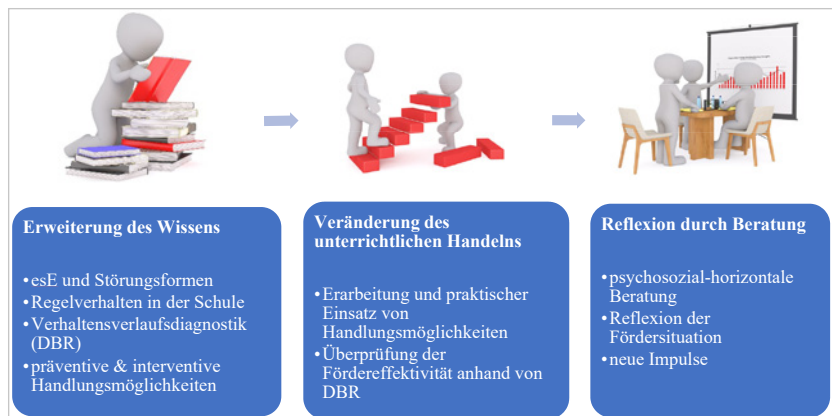 Erweiterung des Wissens
• esE und Störungsformen
• Regelverhalten in der Schule
• Verhaltensverlaufsdiagnostik
(DBR)
• präventive & interventive
Handlungsmöglichkeiten
Veränderung des
unterrichtlichen Handelns
• Erarbeitung und praktischer
Einsatz von
Handlungsmöglichkeiten
• Überprüfung der
Fördereffektivität anhand von
DBR
Reflexion durch Beratung
• psychosozial-horizontale
Beratung
• Reflexion der
Fördersituation
• neue Impulse